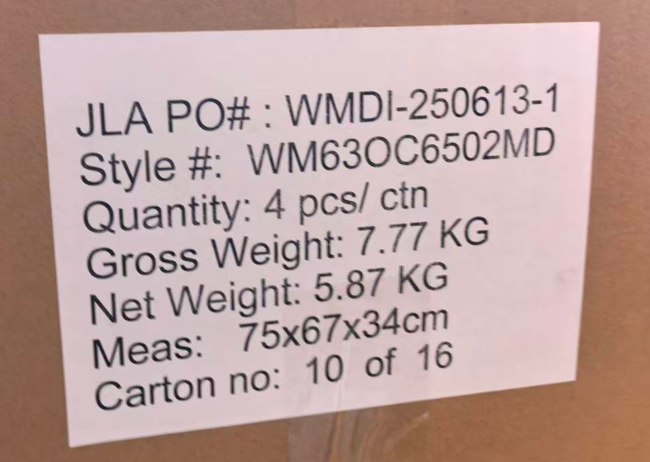 JLA PO# : WMDI-250613-1
Style #: WM63OC6502MD
Quantity: 4 pcs/ ctn
Gross Weight: 7.77 KG
Net Weight: 5.87 KG
Meas: 75x67x34cm
Carton no: 10 of 16